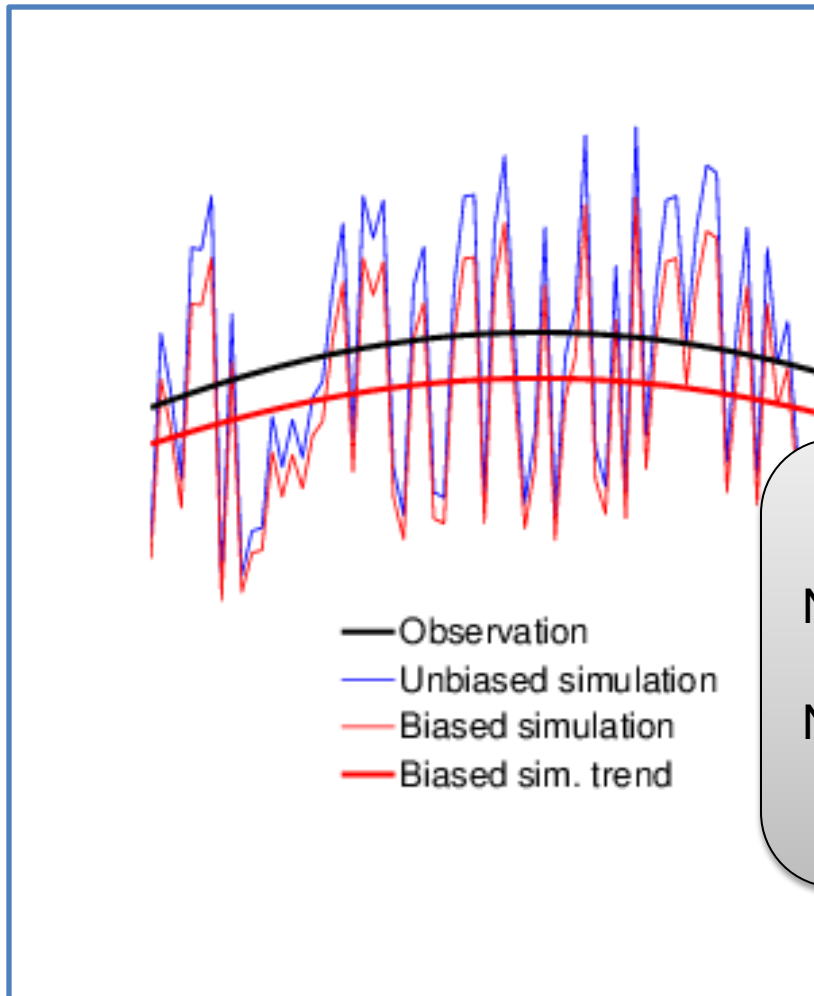 Observation
Unbiased simulation
Biased simulation
Biased sim. trend